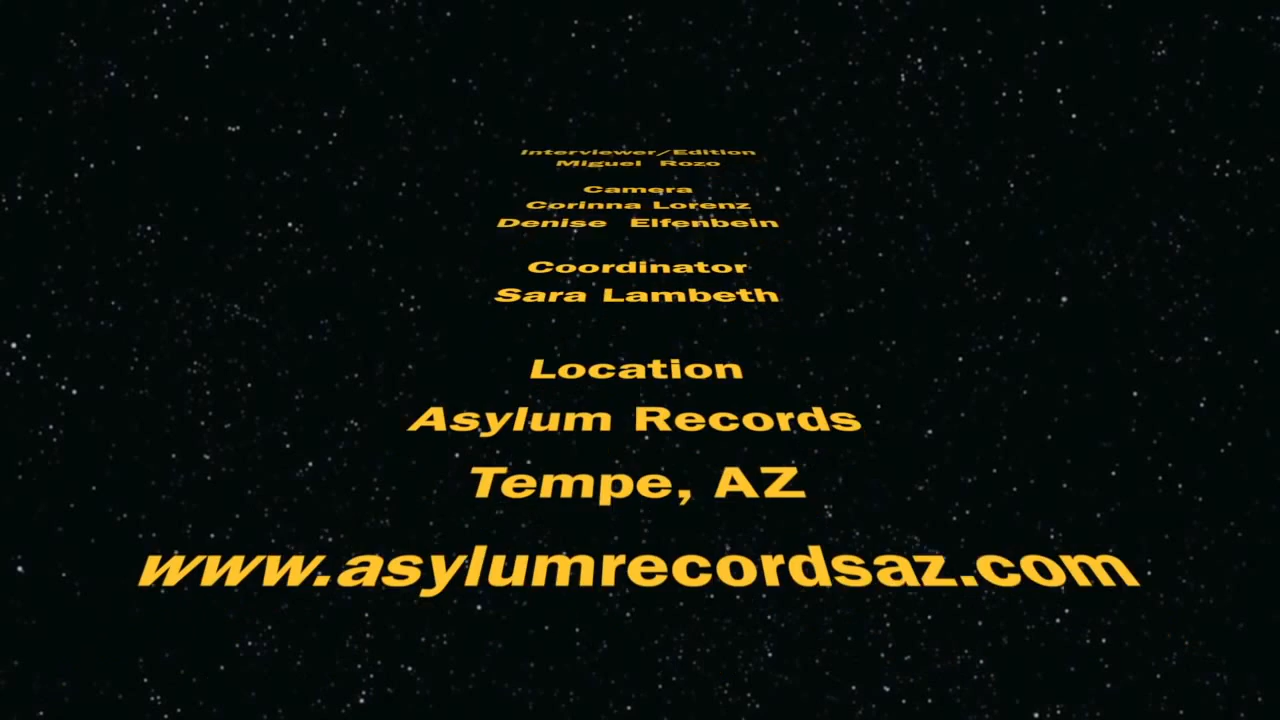 Interviewer/Edition
Miguel Rozo
Camera
Corinna Lorenz
Denise Elfenbein
Coordinator
Sara Lambeth
Location
Asylum Records
Tempe, AZ
www.asylumrecordsaz.com